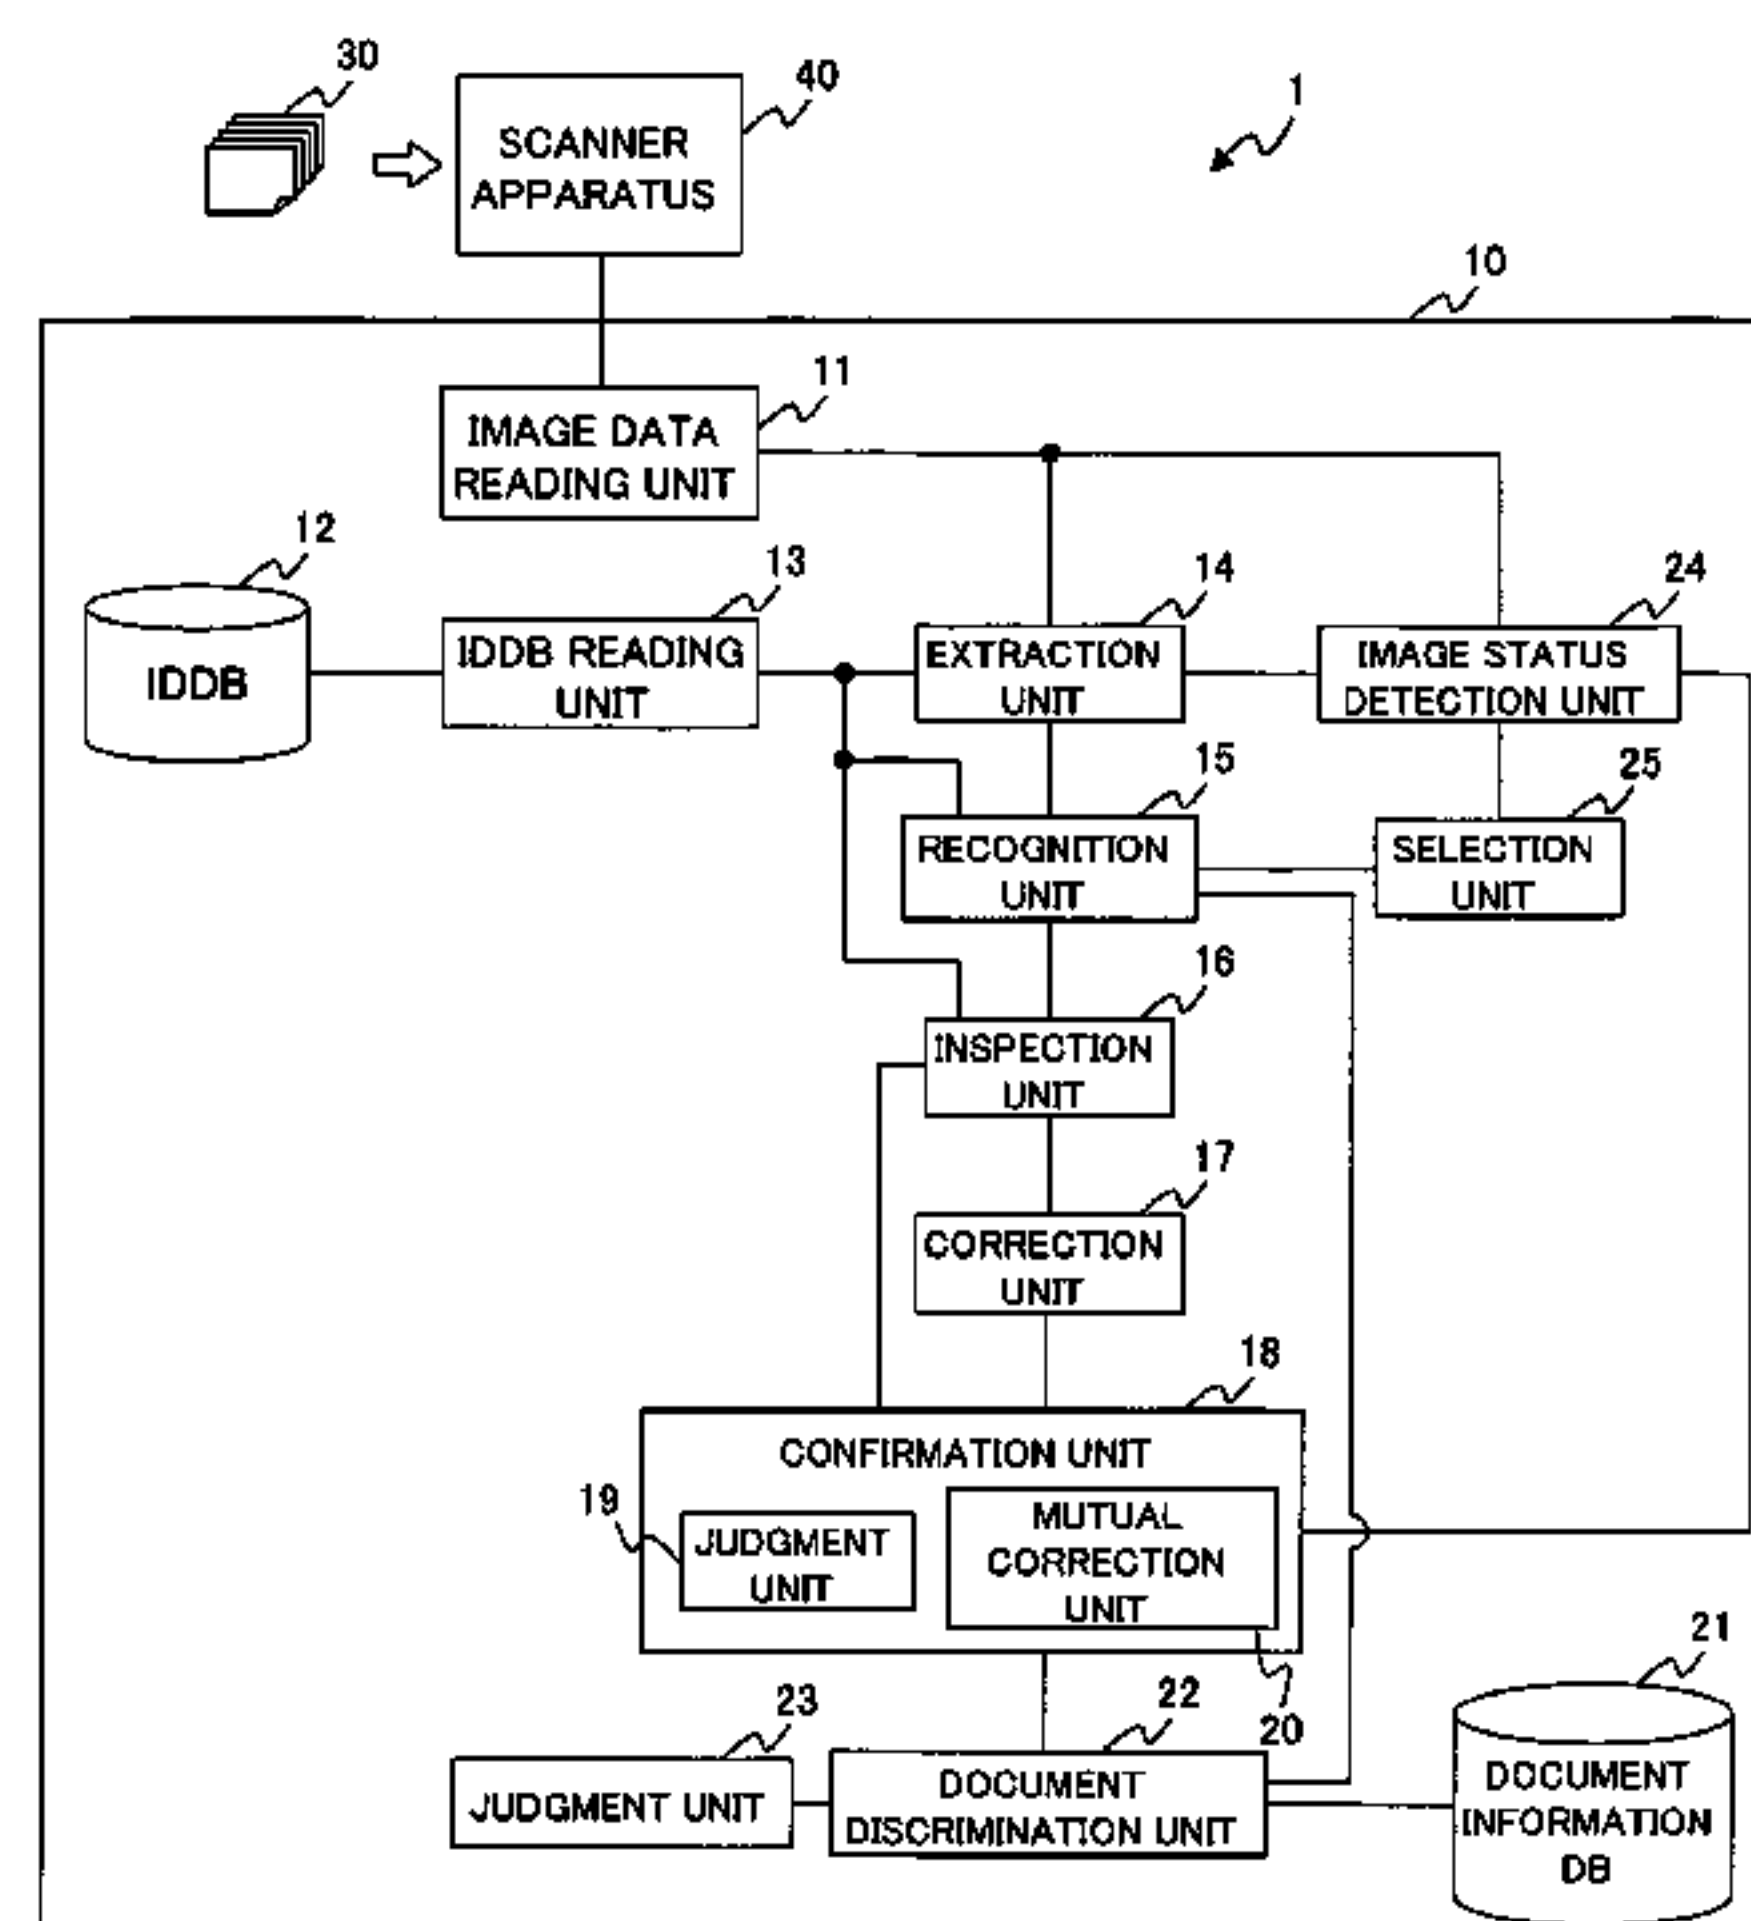 30
40
1
SCANNER
APPARATUS
10
11
IMAGE DATA
READING UNIT
12
IDDB
13
IDDB READING
UNIT
14
EXTRACTION
UNIT
24
IMAGE STATUS
DETECTION UNIT
15
RECOGNITION
UNIT
25
SELECTION
UNIT
16
INSPECTION
UNIT
17
CORRECTION
UNIT
18
CONFIRMATION UNIT
19
JUDGMENT
UNIT
MUTUAL
CORRECTION
UNIT
20
21
DOCUMENT
INFORMATION
DB
22
DOCUMENT
DISCRIMINATION UNIT
23
JUDGMENT UNIT